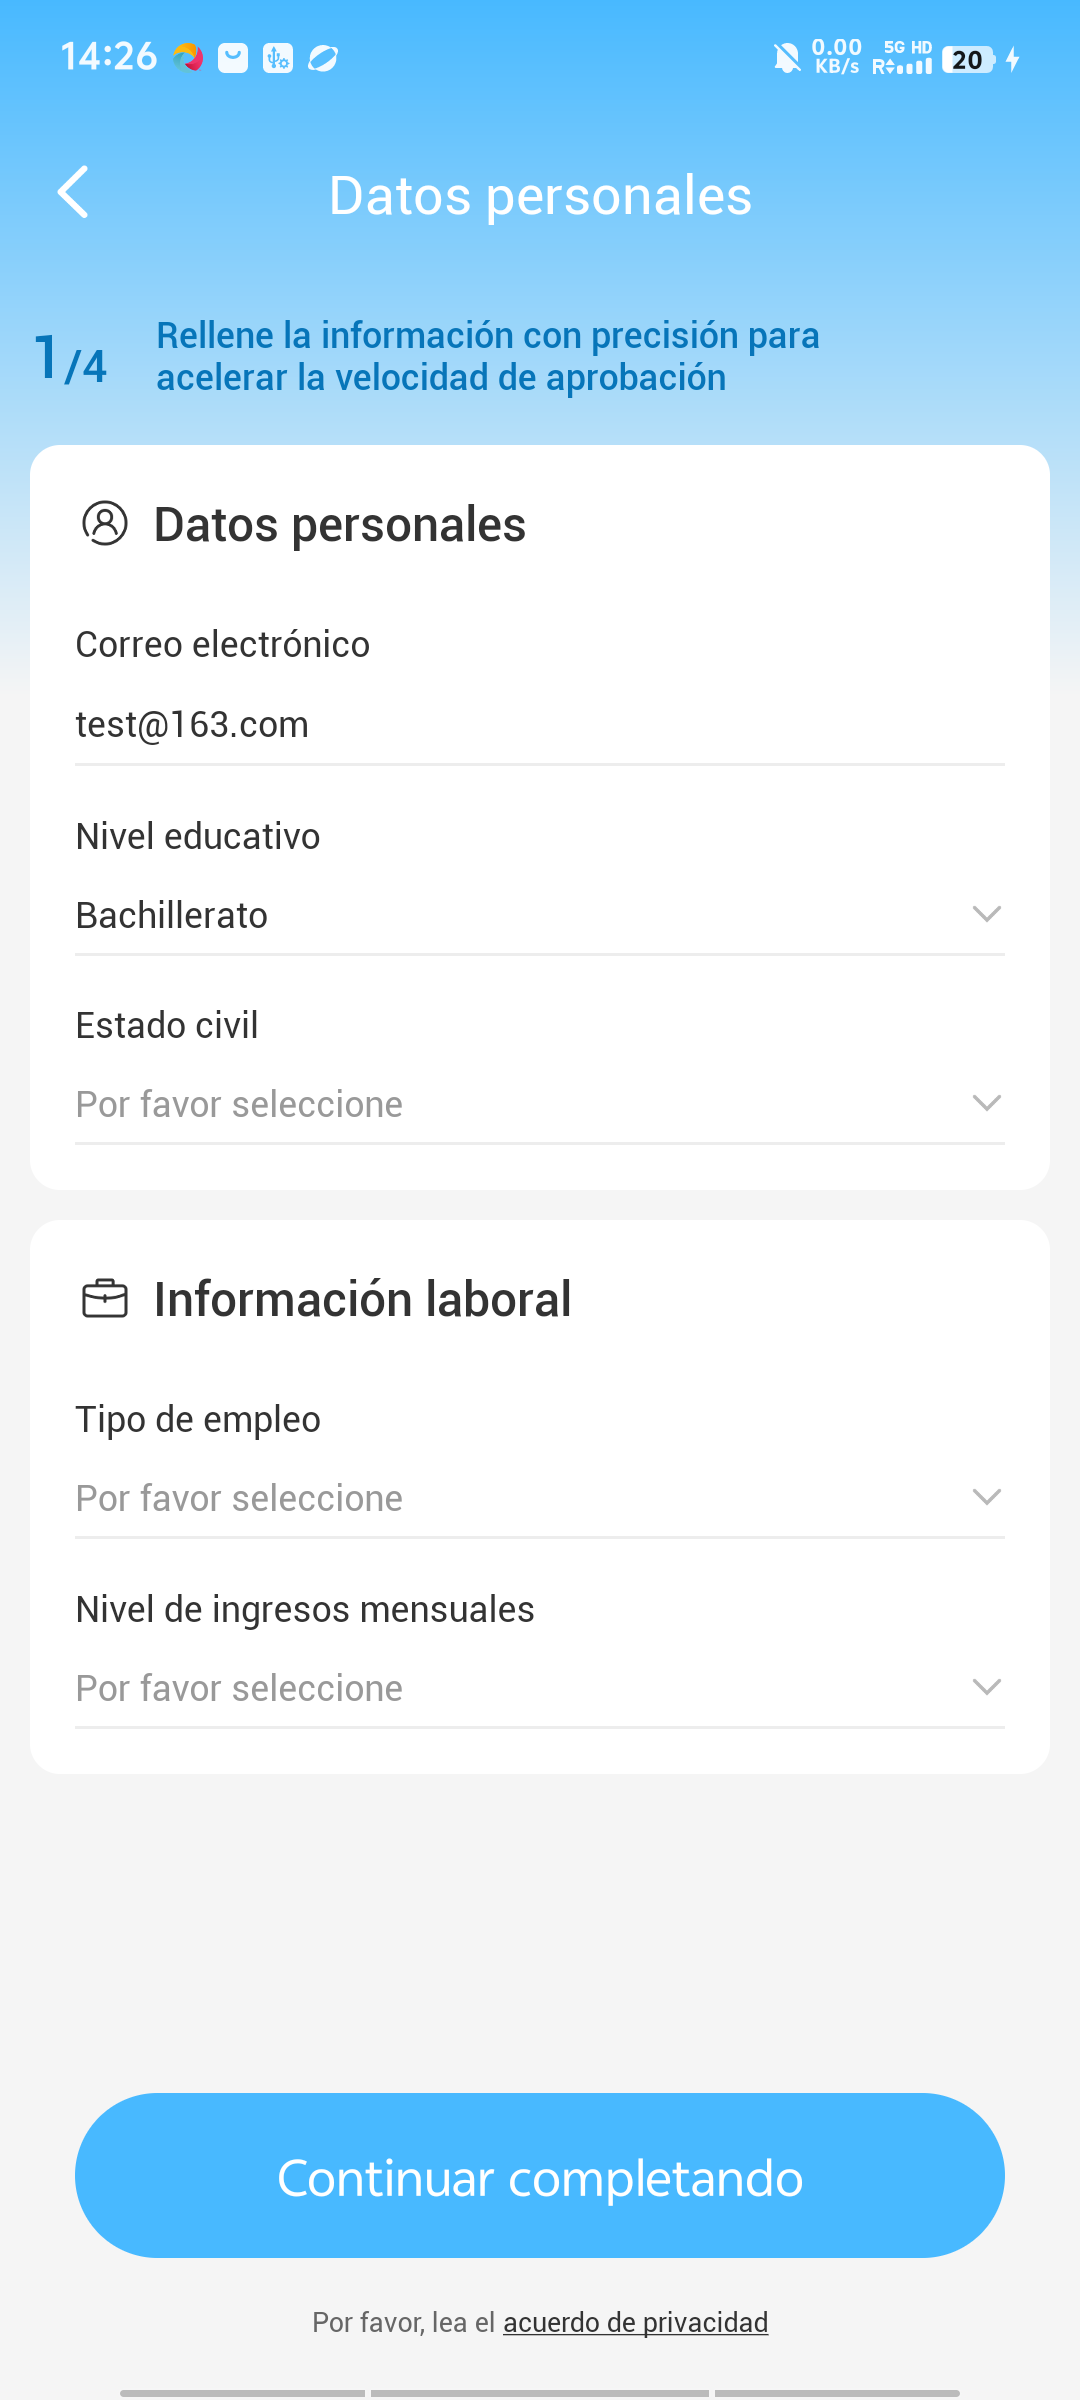 14:26
0.00
KB/s
5G HD
R
20
Datos personales
1/4
Rellene la información con precisión para
acelerar la velocidad de aprobación
Datos personales
Correo electrónico
test@163.com
Nivel educativo
Bachillerato
Estado civil
Por favor seleccione
Información laboral
Tipo de empleo
Por favor seleccione
Nivel de ingresos mensuales
Por favor seleccione
Continuar completando
Por favor, lea el acuerdo de privacidad